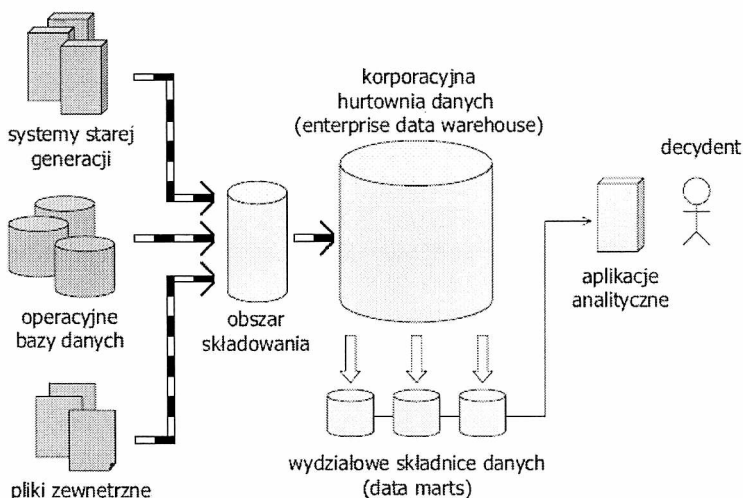 systemy starej
generacji
operacyjne
bazy danych
pliki zewnętrzne
obszar
składowania
korporacyjna
hurtownia danych
(enterprise data warehouse)
wydziałowe składnice danych
(data marts)
aplikacje
analityczne
decydent